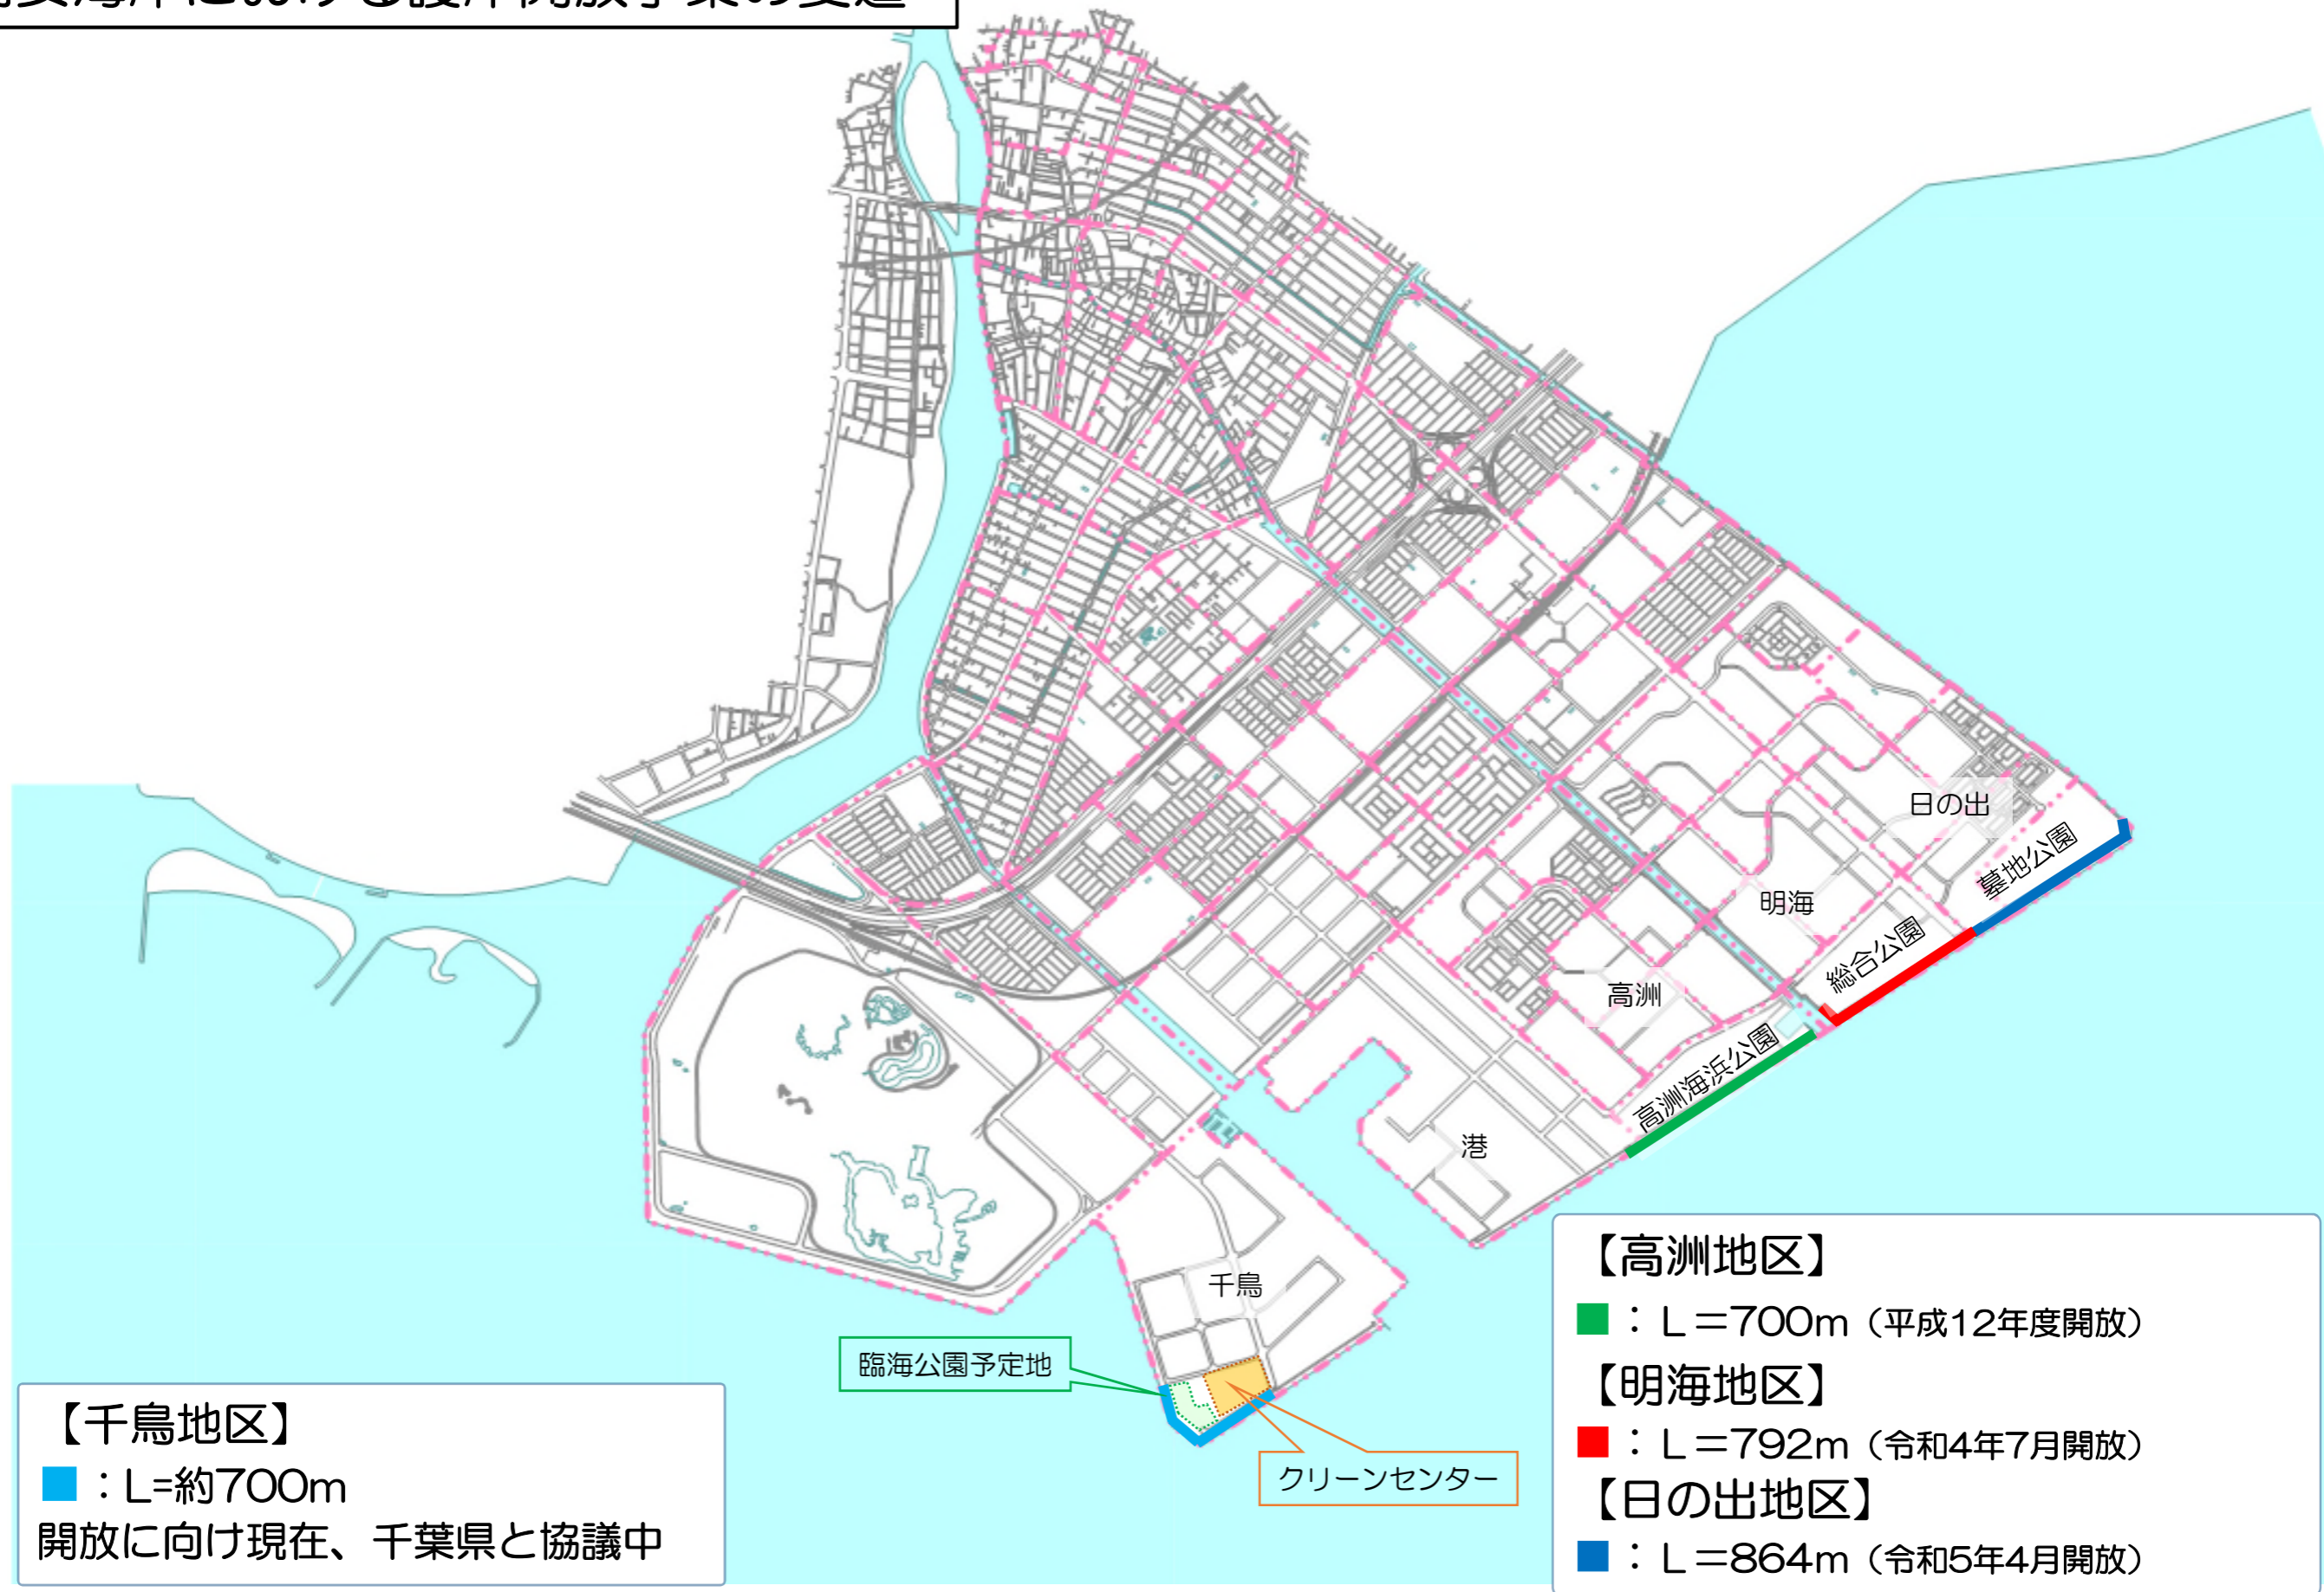 日の出
墓地公園
明海
総合公園
高洲
高洲海浜公園
港
千鳥
臨海公園予定地
クリーンセンター
【千鳥地区】
：L=約700m
開放に向け現在、千葉県と協議中
【高洲地区】
：Ｌ＝700m（平成12年度開放）
【明海地区】
：Ｌ＝792m（令和4年7月開放）
【日の出地区】
：Ｌ＝864m（令和5年4月開放）